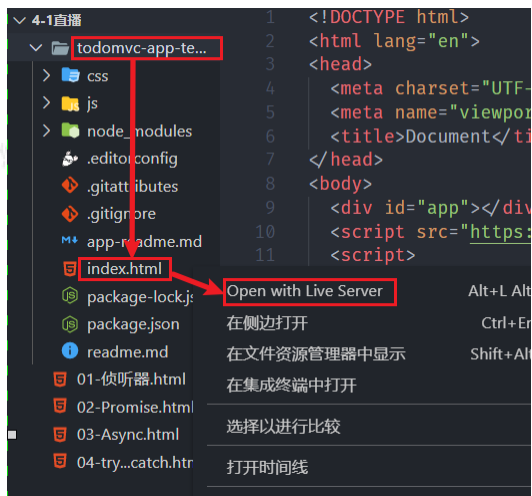 4-1直播
todomvc-app-te...
css
js
node_modules
.editorconfig
.gitattributes
.gitignore
app-readme.md
index.html
package-lock.js
package.json
readme.md
01-侦听器.html
02-Promise.html
03-Async.html
04-try...catch.htm
1 <!DOCTYPE html>
2 <html lang="en">
3 <head>
4 <meta charset="UTF-
5 <meta name="viewpor
6 <title>Document</ti
7 </head>
8 <body>
9 <div id="app"></div
10 <script src="https:
11 <script>
Open with Live Server Alt+L Alt
在侧边打开 Ctrl+En
在文件资源管理器中显示 Shift+Alt
在集成终端中打开
选择以进行比较
打开时间线